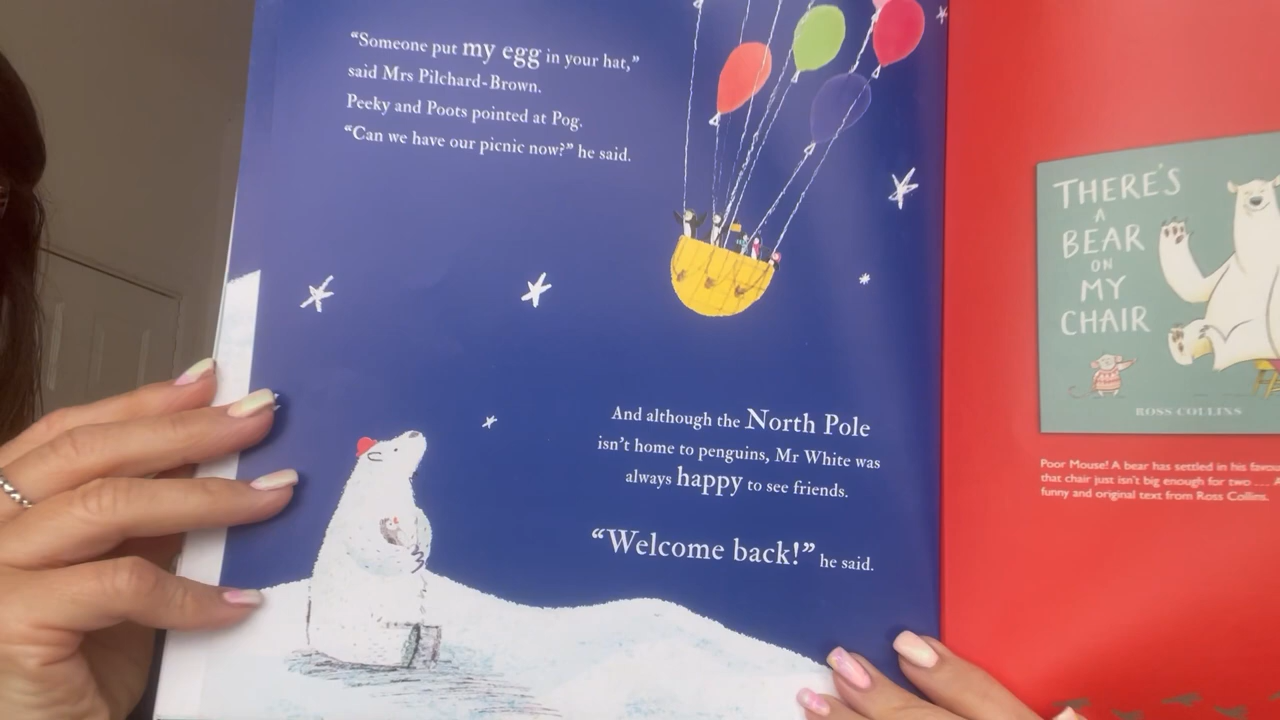 “Someone put my egg in your hat,”
said Mrs Pilchard-Brown.
Peeky and Poots pointed at Pog.
“Can we have our picnic now?” he said.
And although the North Pole
isn’t home to penguins, Mr White was
always happy to see friends.
“Welcome back!” he said.
THERE’S
A
BEAR
ON
MY
CHAIR
ROSS COLLINS
Poor Mouse! A bear has settled in his
that chair just isn’t big enough for two ....
funny and original text from Ross Collins.